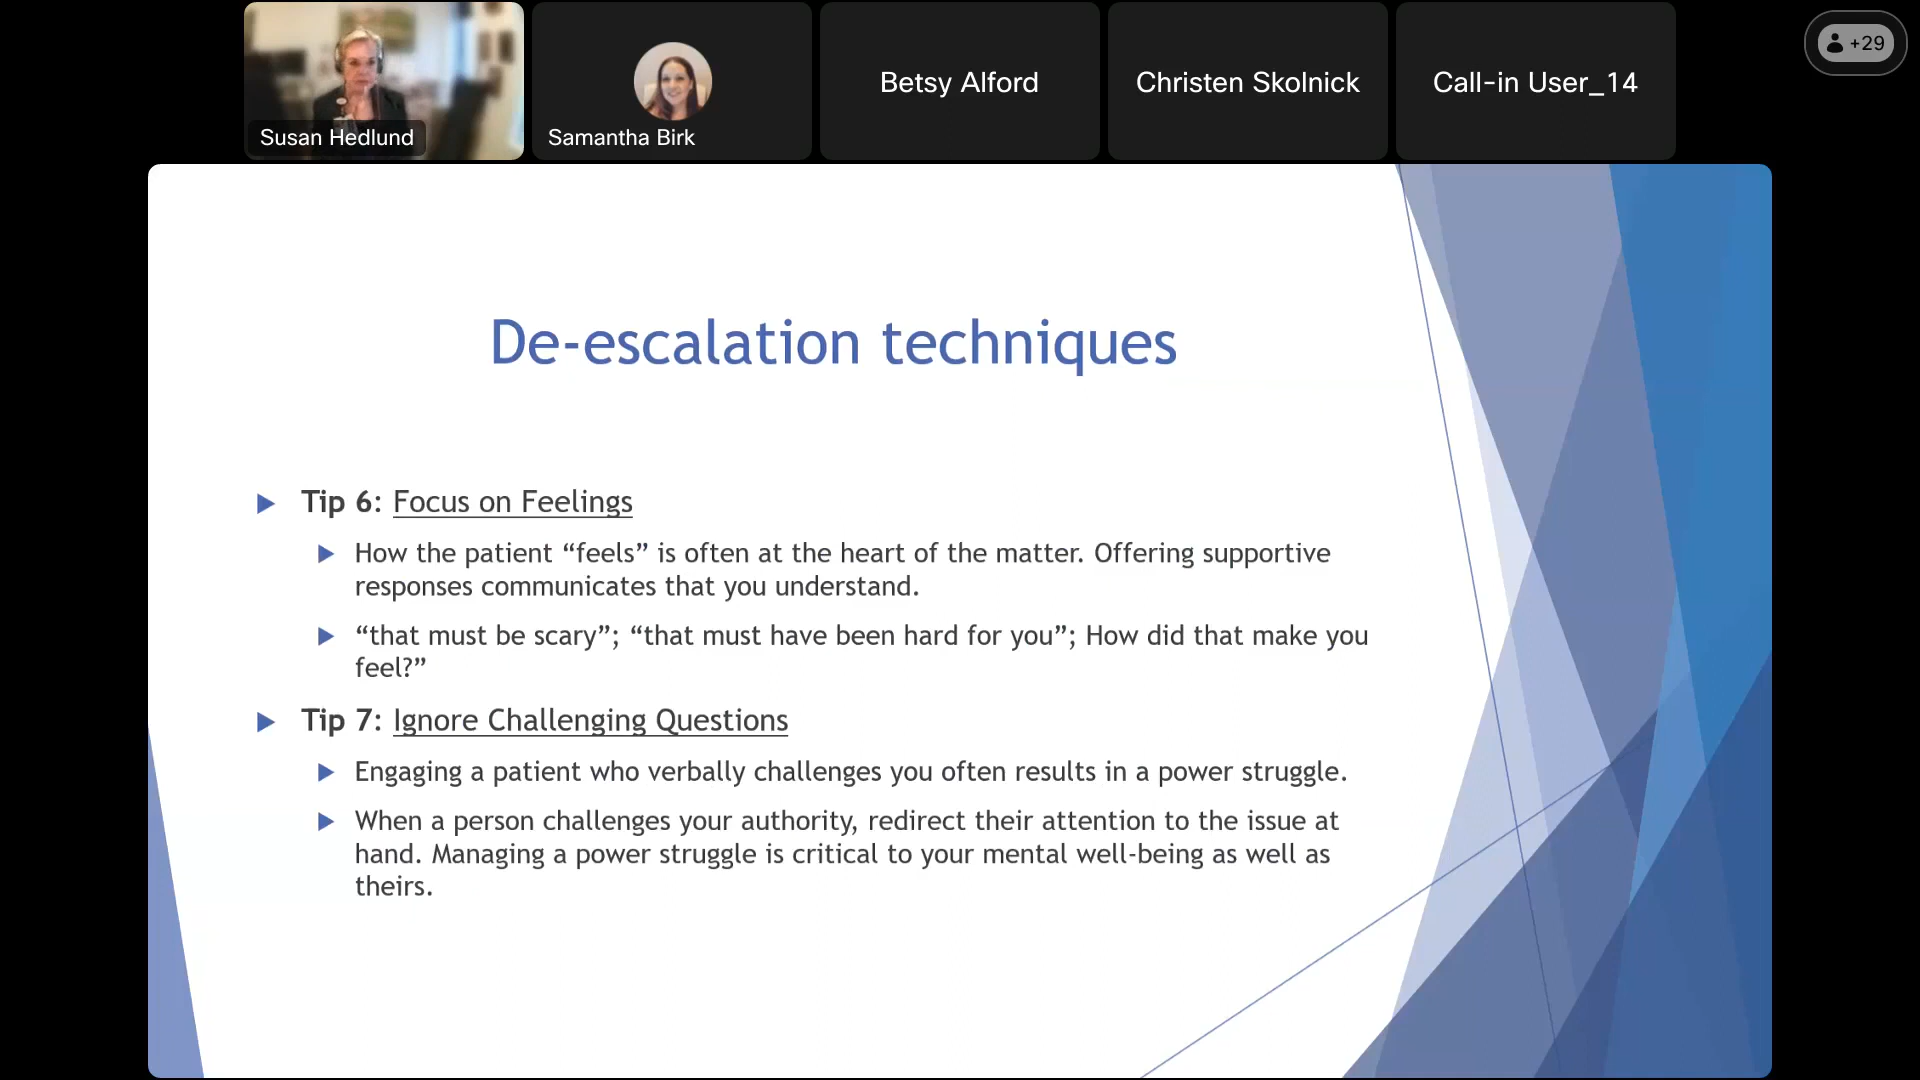 Susan Hedlund
Samantha Birk
Betsy Alford
Christen Skolnick
Call-in User_14
+29
De-escalation techniques
Tip 6: Focus on Feelings
How the patient “feels” is often at the heart of the matter. Offering supportive
responses communicates that you understand.
“that must be scary”; “that must have been hard for you”; How did that make you
feel?”
Tip 7: Ignore Challenging Questions
Engaging a patient who verbally challenges you often results in a power struggle.
When a person challenges your authority, redirect their attention to the issue at
hand. Managing a power struggle is critical to your mental well-being as well as
theirs.